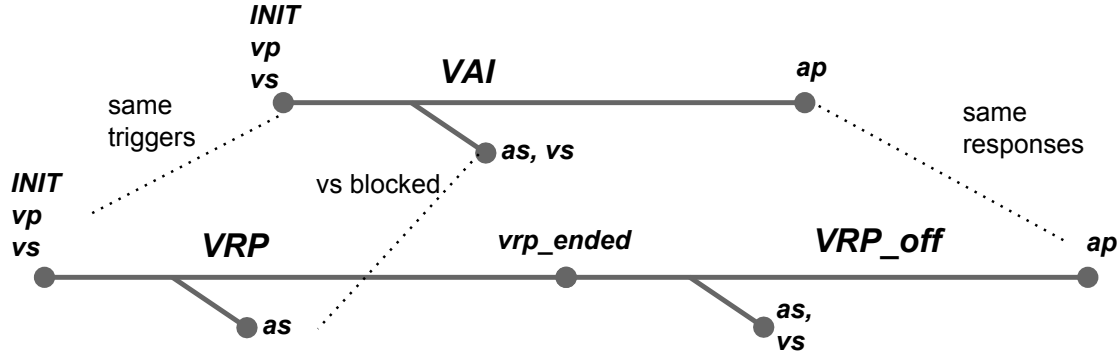 INIT
vp
vs
VAI
ap
same
triggers
same
responses
as, vs
vs blocked
INIT
vp
vs
VRP
vrp_ended
VRP_off
ap
as
as,
vs